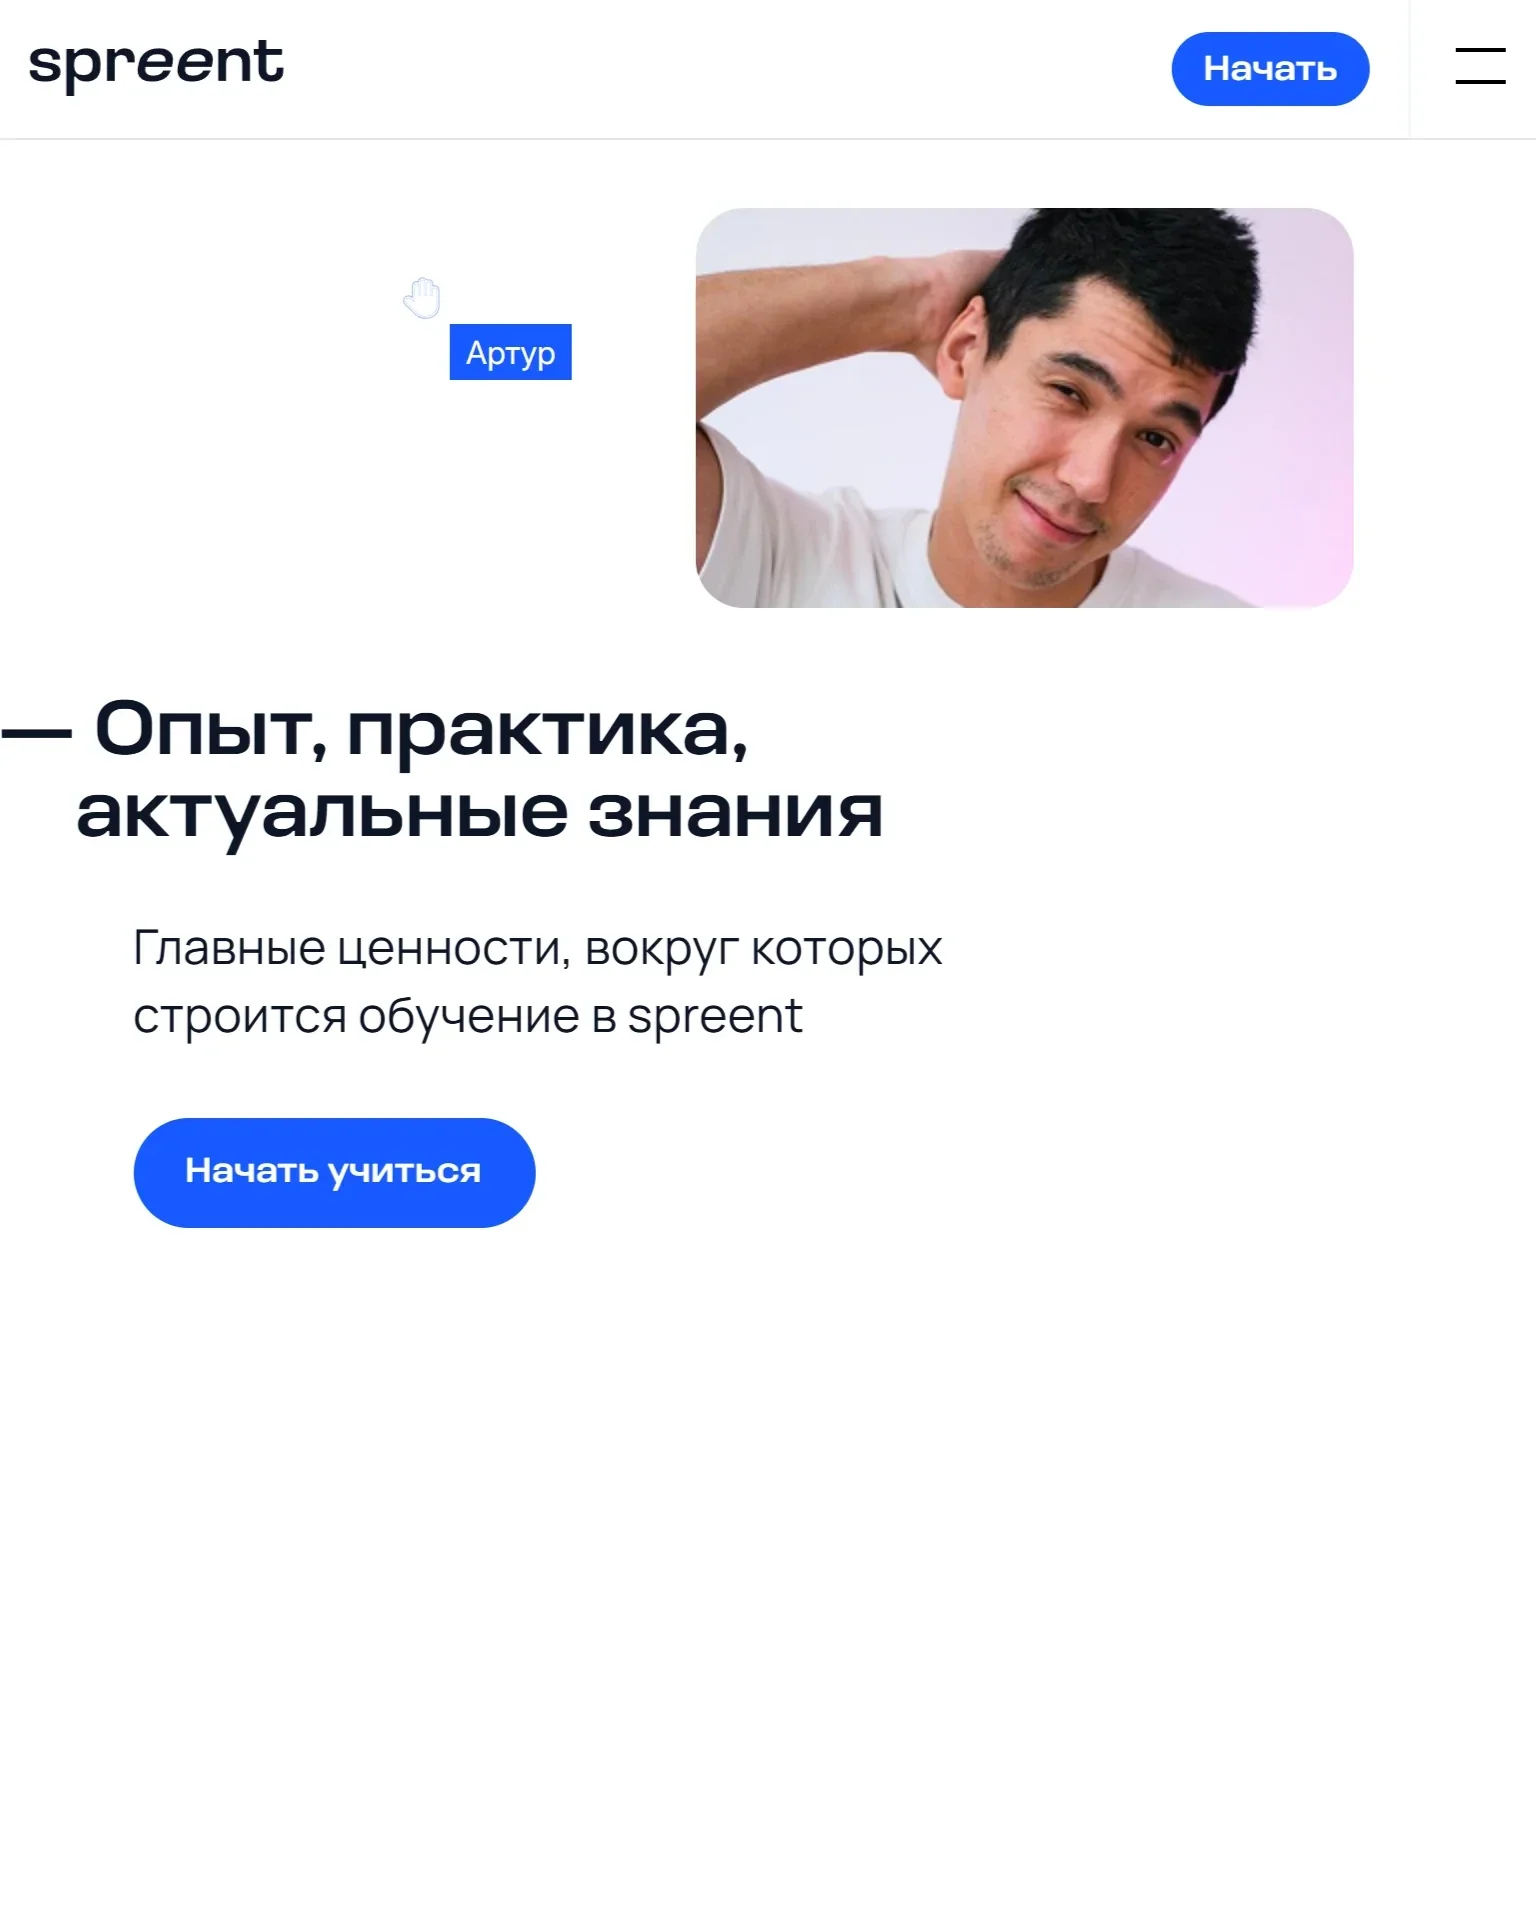 spreent
Начать
Артур
— Опыт, практика,
актуальные знания
Главные ценности, вокруг которых
строится обучение в spreent
Начать учиться